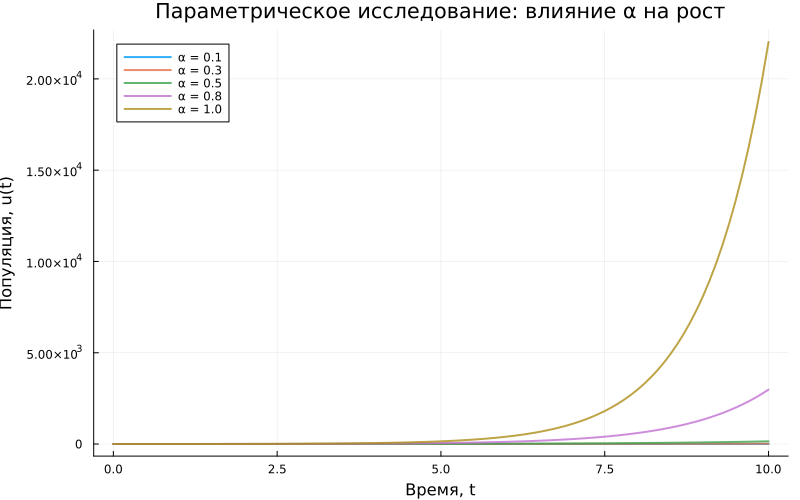 Параметрическое исследование: влияние α на рост
α = 0.1
α = 0.3
α = 0.5
α = 0.8
α = 1.0
Популяция, u(t)
2.00×10⁴
1.50×10⁴
1.00×10⁴
5.00×10³
0
0.0 2.5 5.0 7.5 10.0
Время, t